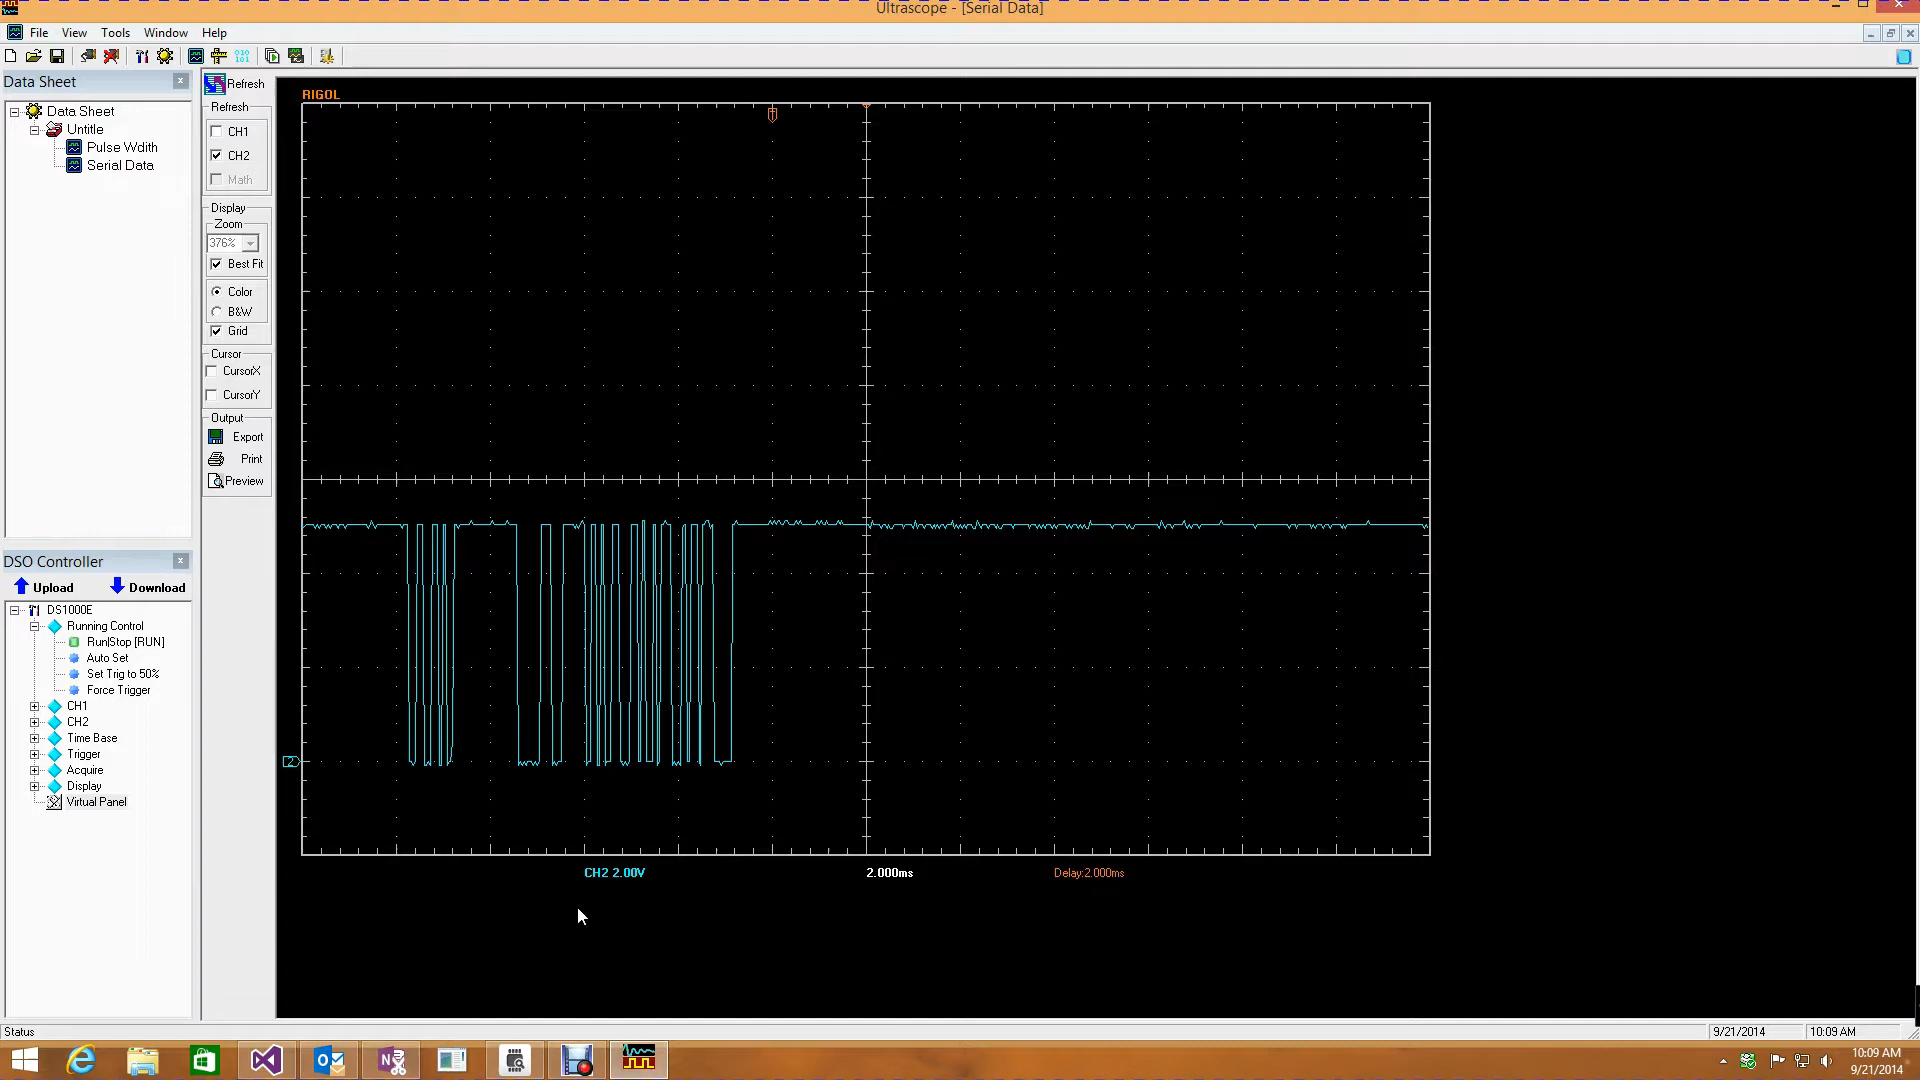 Ultrascope - [Serial Data]
File View Tools Window Help
Data Sheet
Data Sheet
Untitle
Pulse Wdith
Serial Data
DSO Controller
Upload Download
DS1000E
Running Control
Run|Stop [RUN]
Auto Set
Set Trig to 50%
Force Trigger
CH1
CH2
Time Base
Trigger
Acquire
Display
Virtual Panel
Refresh
Refresh
CH1
CH2
Math
Display
Zoom
376%
Best Fit
Color
B&W
Grid
Cursor
CursorX
CursorY
Output
Export
Print
Preview
RIGOL
2
CH2 2.00V 2.000ms Delay:2.000ms
Status 9/21/2014 10:09 AM
10:09 AM
9/21/2014